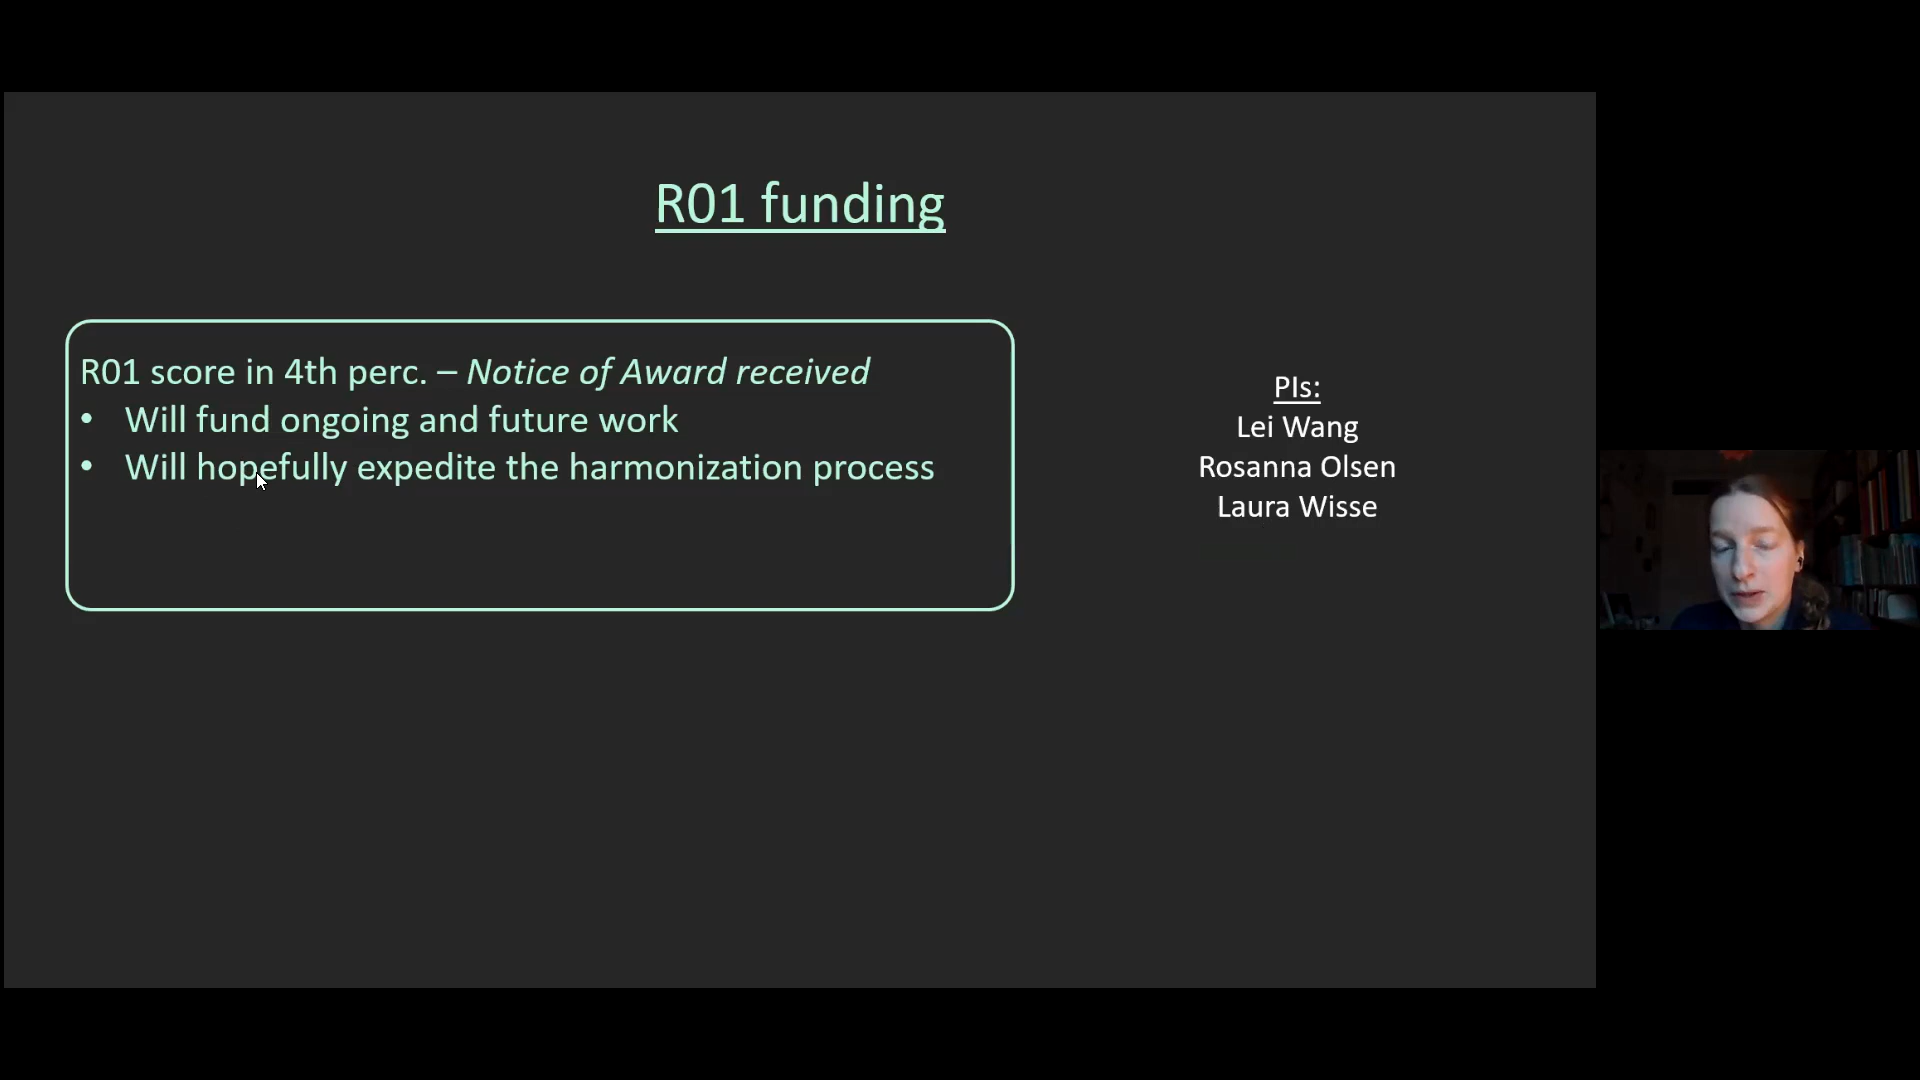 R01 funding
R01 score in 4th perc. – Notice of Award received
• Will fund ongoing and future work
• Will hopefully expedite the harmonization process
PIs:
Lei Wang
Rosanna Olsen
Laura Wisse